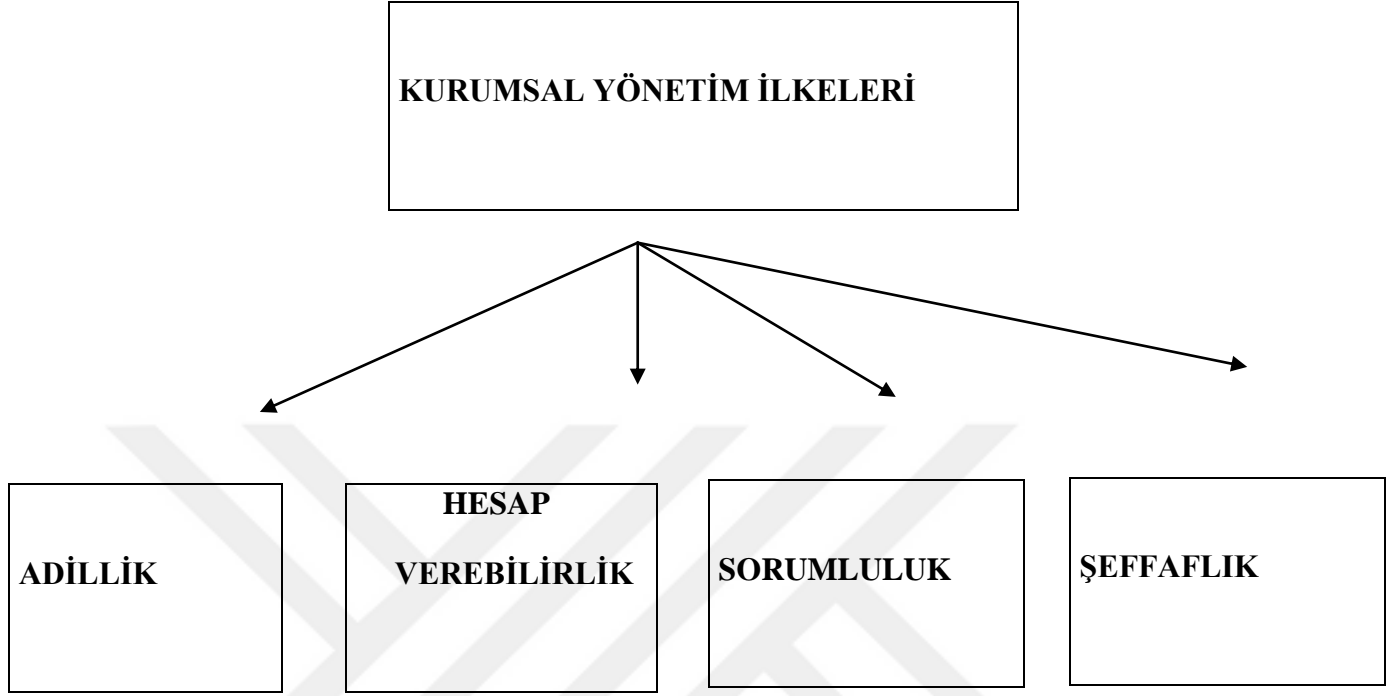 KURUMSAL YÖNETİM İLKELERİ
ADİLLİK
HESAP
VEREBİLİRLİK
SORUMLULUK
ŞEFFAFLIK